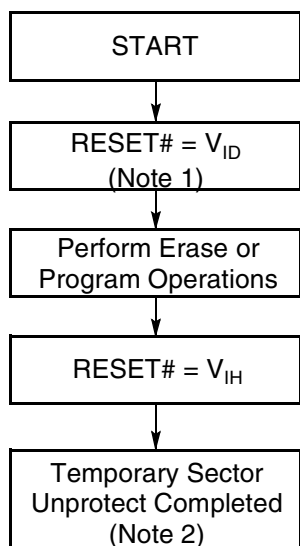 START
RESET# = VID
(Note 1)
Perform Erase or
Program Operations
RESET# = VIH
Temporary Sector
Unprotect Completed
(Note 2)